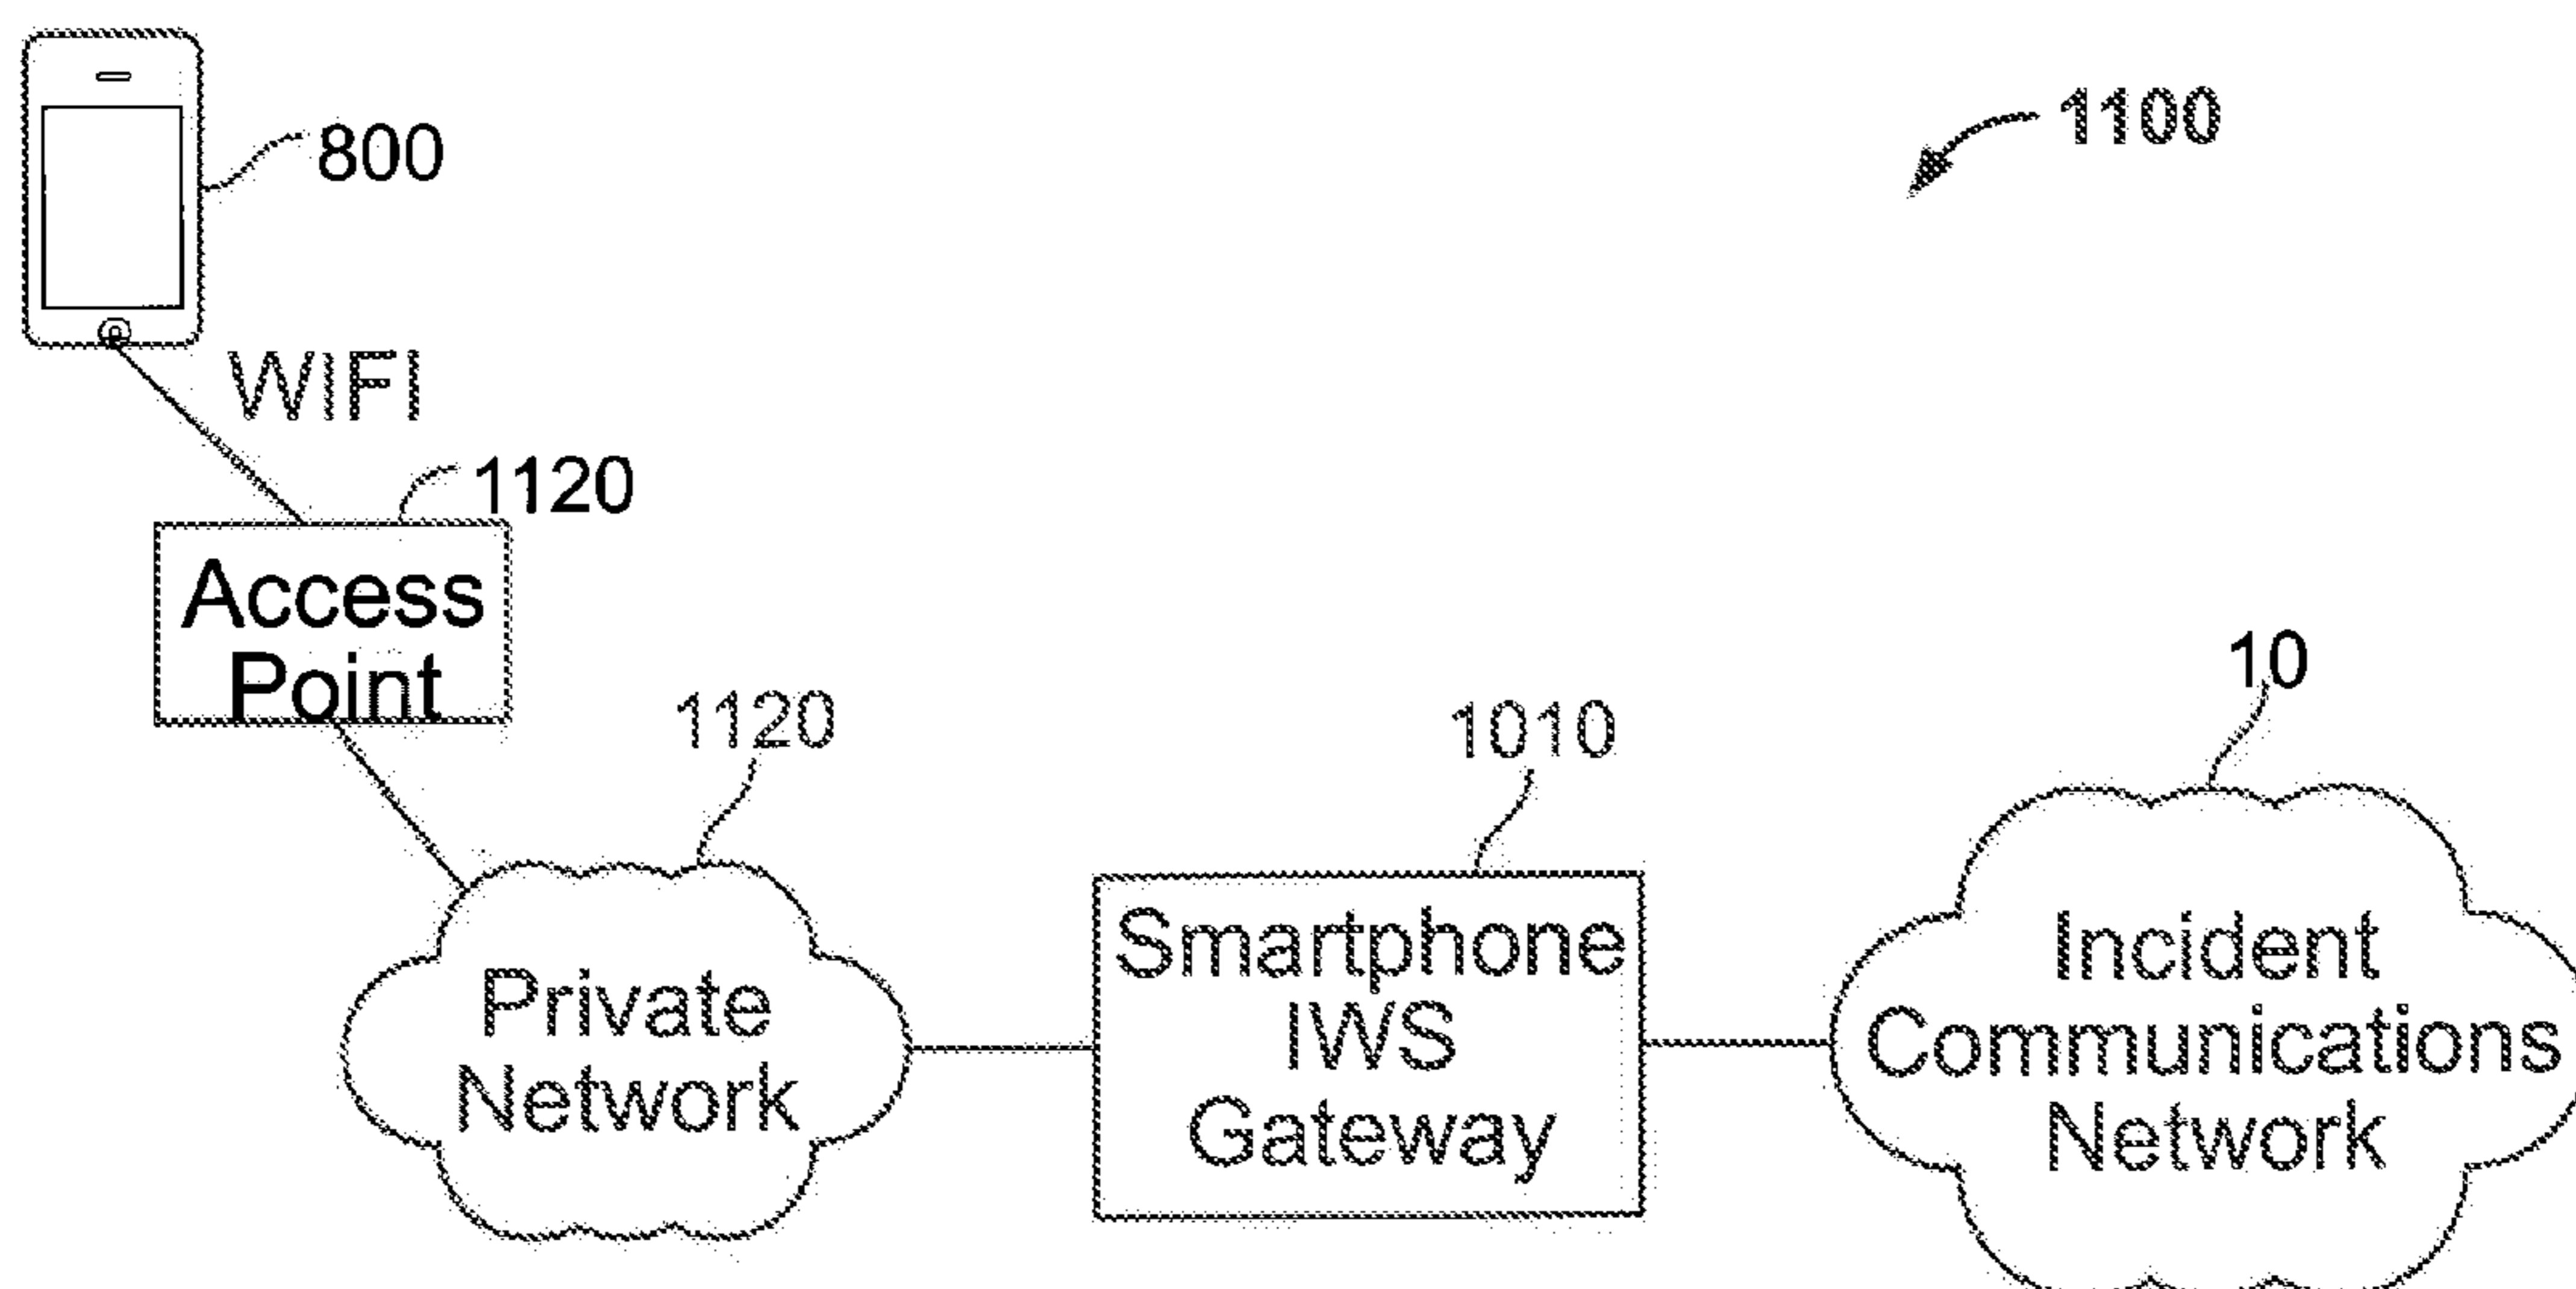 800
1100
WIFI
1120
Access
Point
1120
1010
10
Private
Network
Smartphone
IWS
Gateway
Incident
Communications
Network